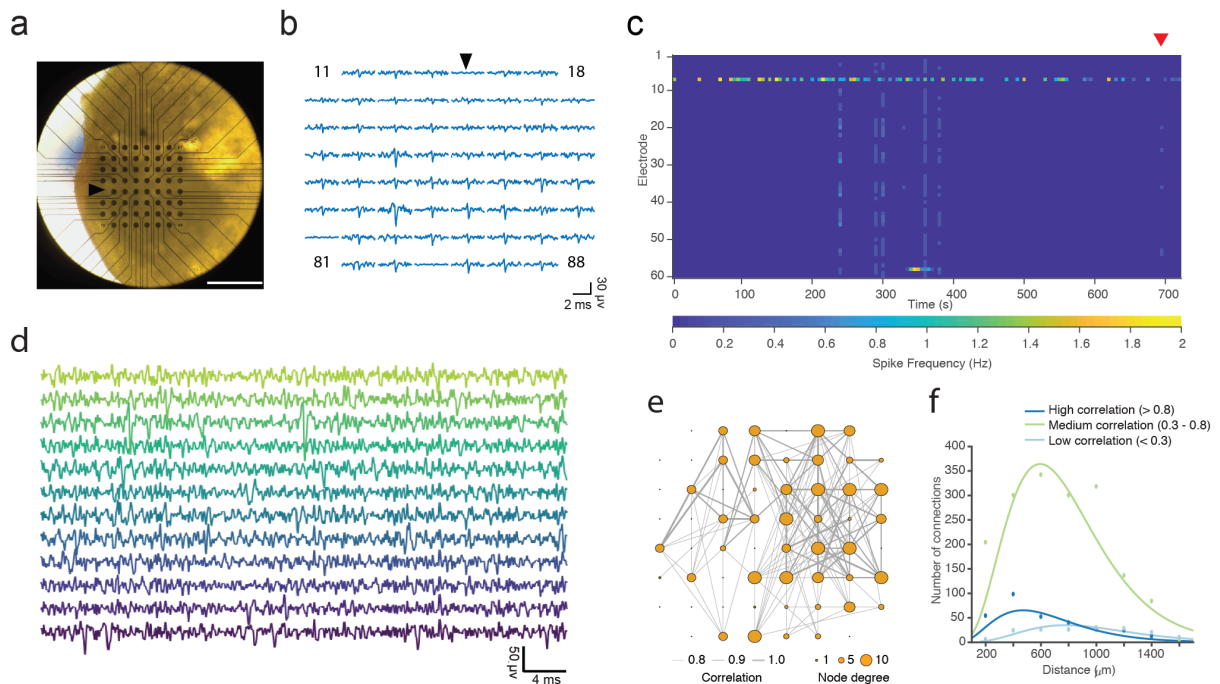 a
b
11
18
81
88
30 µv
2 ms
c
1
10
20
30
40
50
60
Electrode
0 100 200 300 400 500 600 700
Time (s)
0 0.2 0.4 0.6 0.8 1 1.2 1.4 1.6 1.8 2
Spike Frequency (Hz)
d
50 µv
4 ms
e
0.8 0.9 1.0
Correlation
1 5 10
Node degree
f
High correlation (> 0.8)
Medium correlation (0.3 - 0.8)
Low correlation (< 0.3)
400
350
300
250
200
150
100
50
0
Number of connections
200 600 1000 1400
Distance (µm)